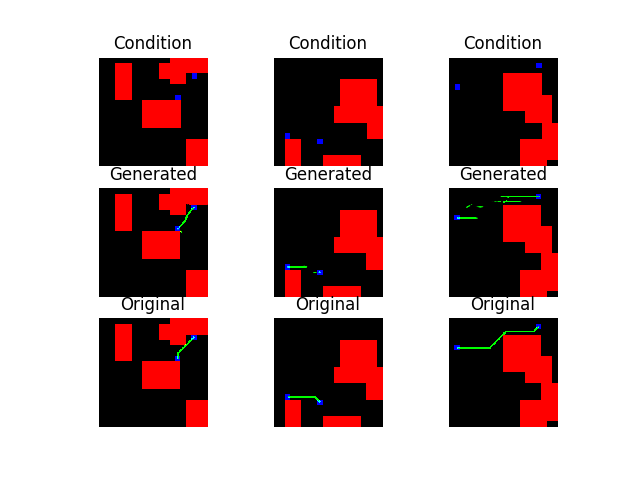 Condition Condition Condition
Generated Generated Generated
Original Original Original